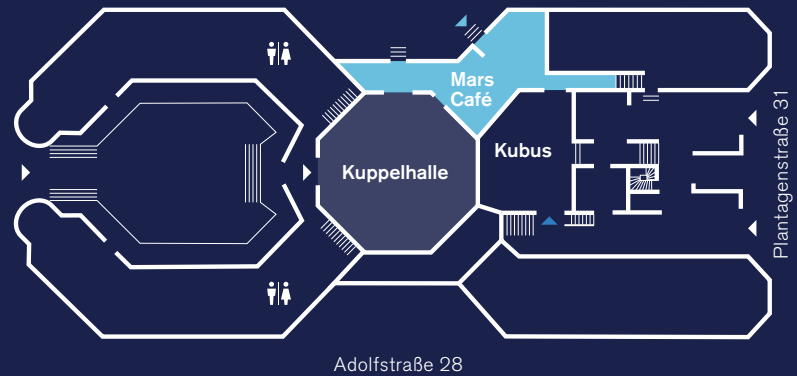 Mars
Café
Kubus
Kuppelhalle
Plantagenstraße 31
Adolfstraße 28